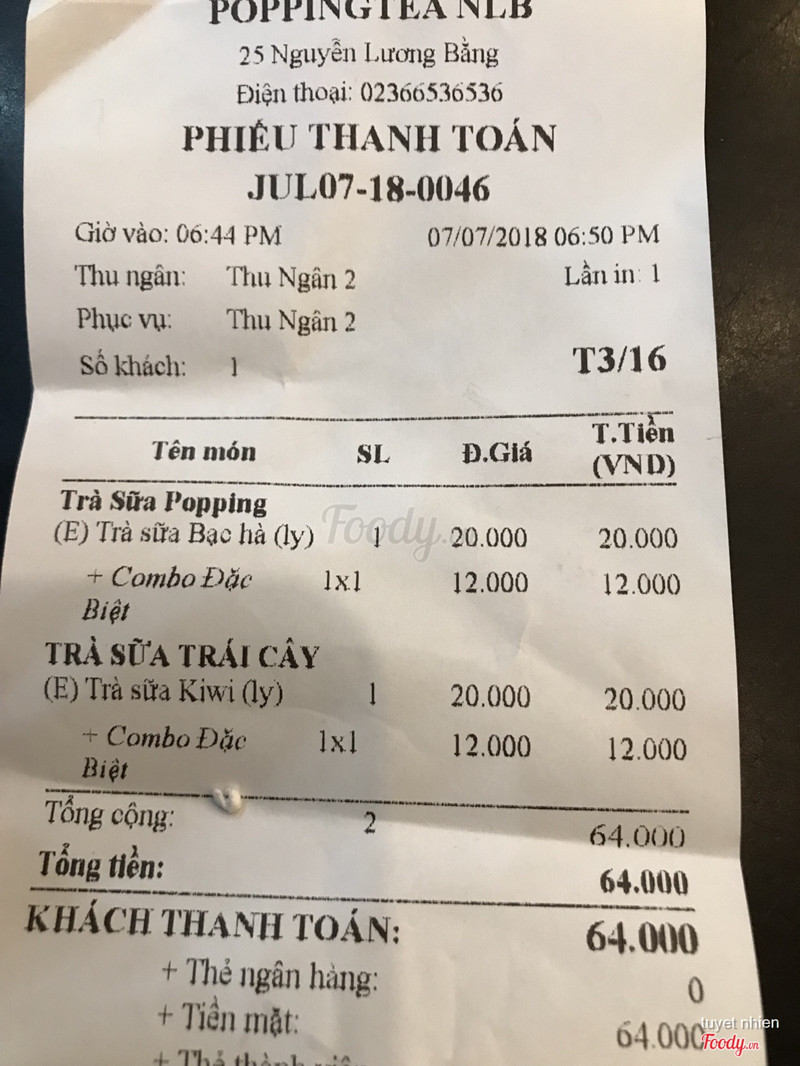 POPPINGTEA NLB
25 Nguyễn Lương Bằng
Điện thoại: 02366536536
PHIẾU THANH TOÁN
JUL07-18-0046
Giờ vào: 06:44 PM 07/07/2018 06:50 PM
Thu ngân: Thu Ngân 2 Lần in: 1
Phục vụ: Thu Ngân 2
Số khách: 1 T3/16
Tên món SL Đ.Giá T.Tiền (VND)
Trà Sữa Popping
(E) Trà sữa Bạc hà (ly) 1 20.000 20.000
+ Combo Đặc 1x1 12.000 12.000
Biệt
TRÀ SỮA TRÁI CÂY
(E) Trà sữa Kiwi (ly) 1 20.000 20.000
+ Combo Đặc 1x1 12.000 12.000
Biệt
Tổng cộng: 2 64.000
Tổng tiền: 64.000
KHÁCH THANH TOÁN: 64.000
+ Thẻ ngân hàng: 0
+ Tiền mặt: 64.000
+ Thẻ thành viên
Foody.
tuyet nhien
Foody.vn